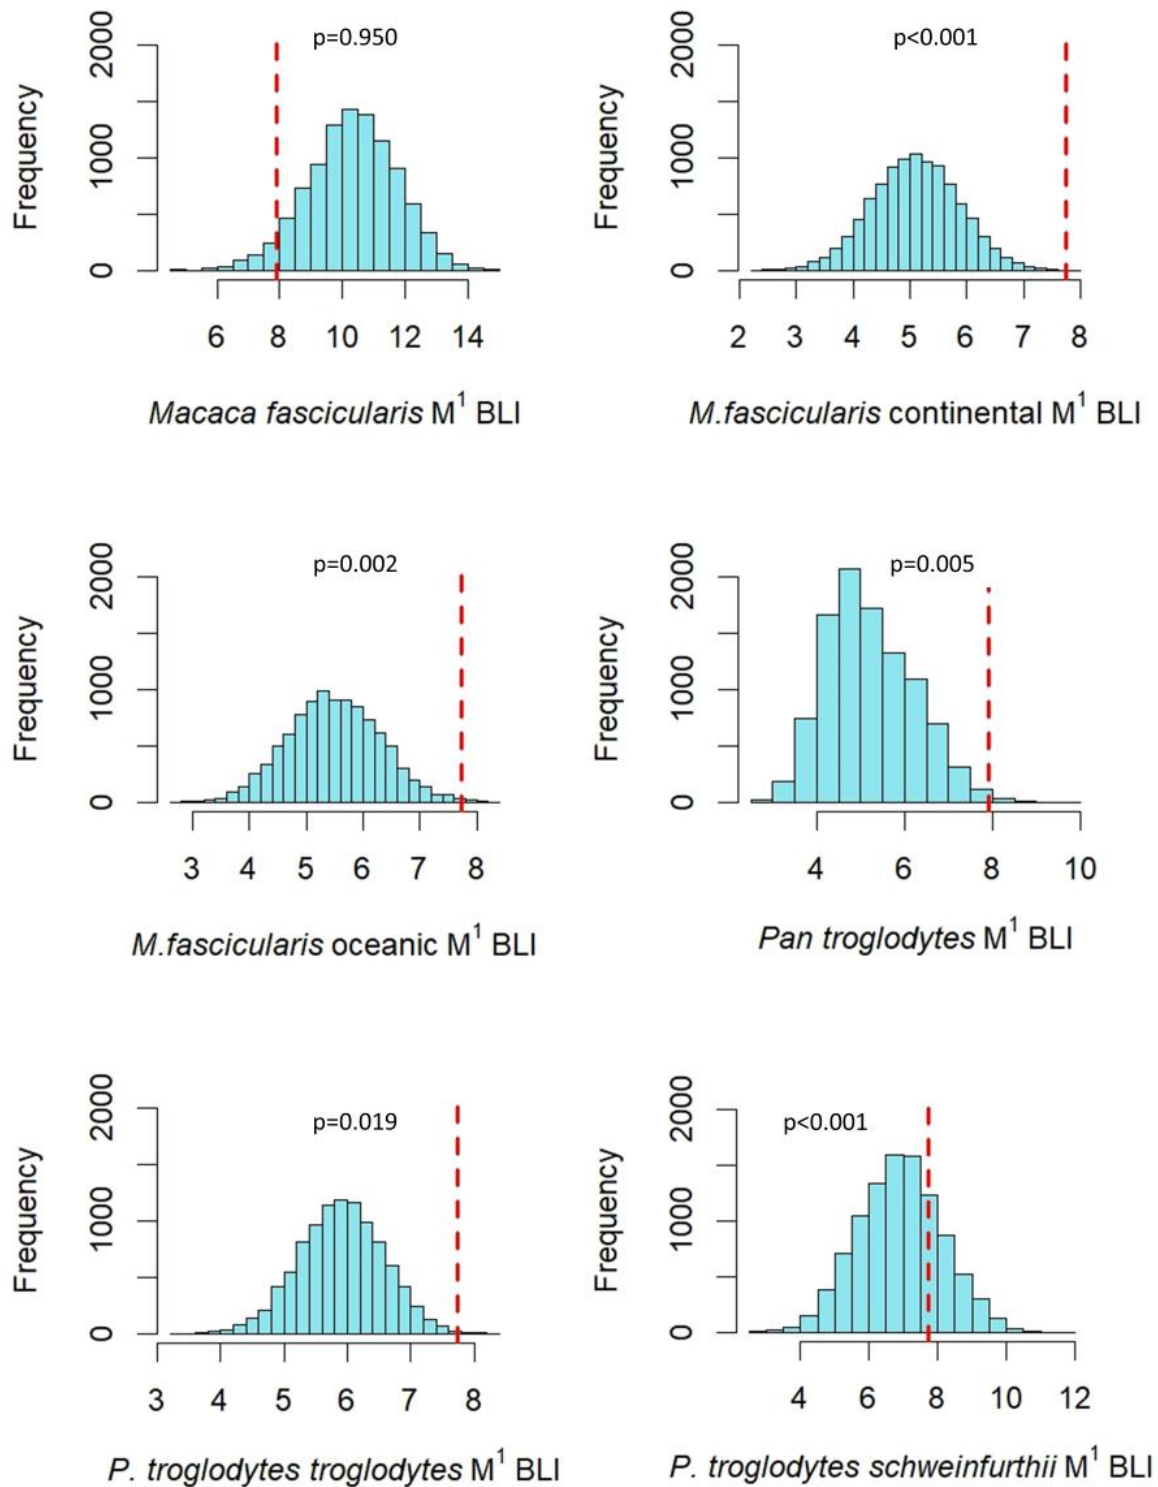 p=0.950
Frequency
0 1000 2000
6 8 10 12 14
Macaca fascicularis M¹ BLI
p<0.001
Frequency
0 1000 2000
2 3 4 5 6 7 8
M.fascicularis continental M¹ BLI
p=0.002
Frequency
0 1000 2000
3 4 5 6 7 8
M.fascicularis oceanic M¹ BLI
p=0.005
Frequency
0 1000 2000
4 6 8 10
Pan troglodytes M¹ BLI
p=0.019
Frequency
0 1000 2000
3 4 5 6 7 8
P. troglodytes troglodytes M¹ BLI
p<0.001
Frequency
0 1000 2000
4 6 8 10 12
P. troglodytes schweinfurthii M¹ BLI